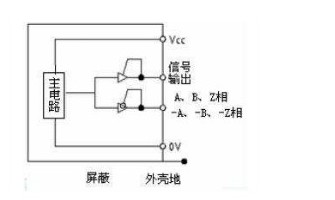 Vcc
信号
输出
主电路
A、B、Z相
-A、-B、-Z相
0V
屏蔽
外壳地